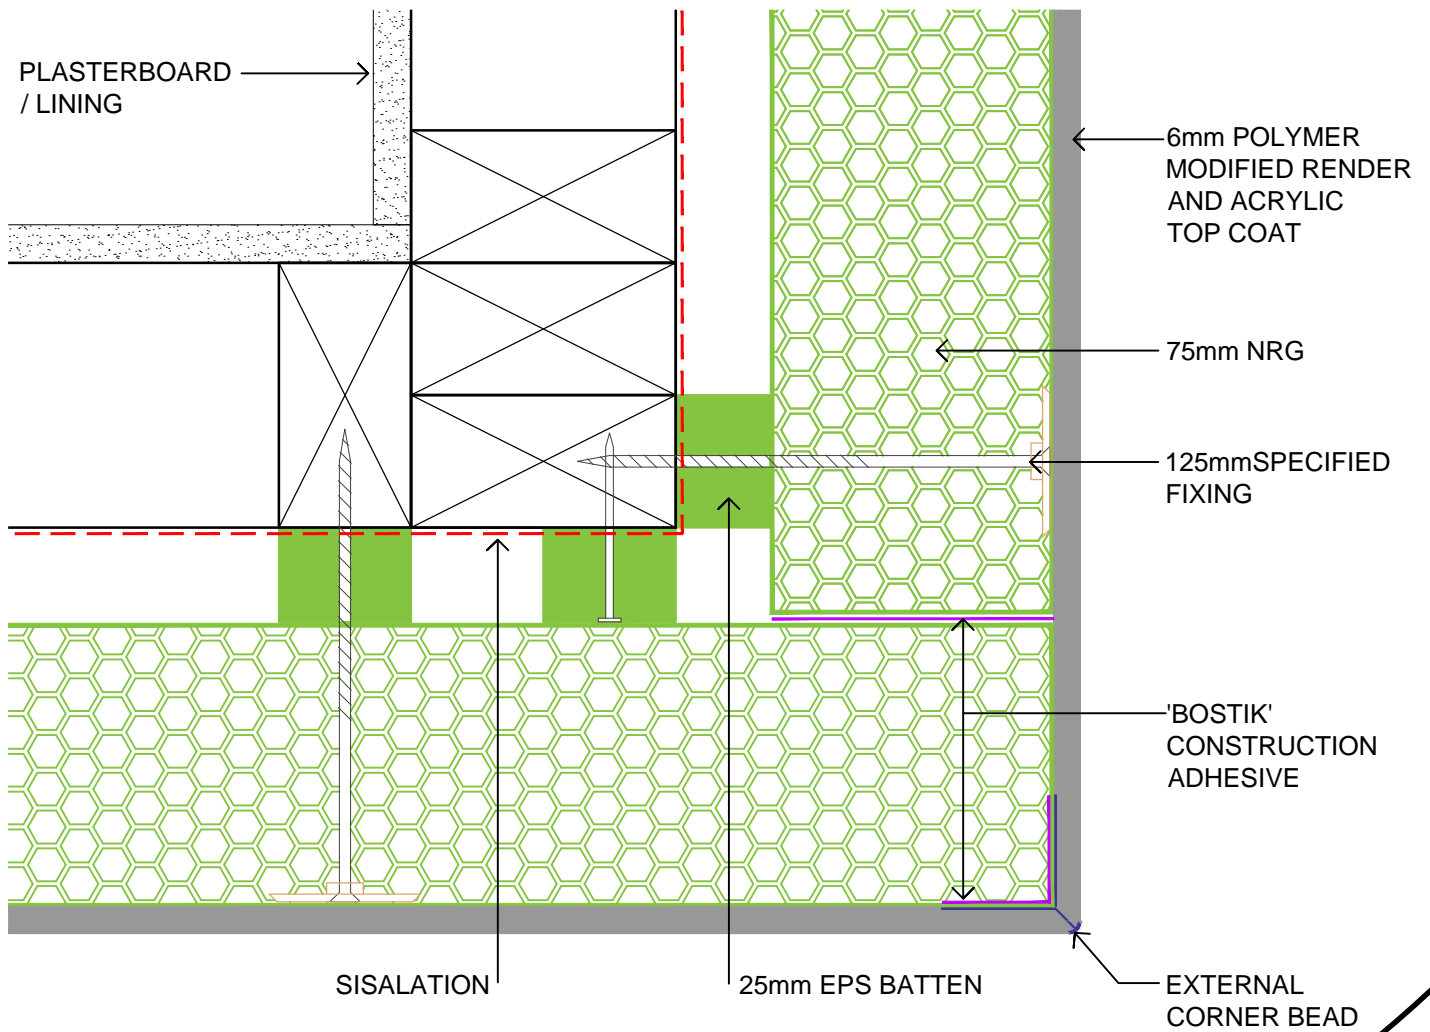 PLASTERBOARD
/ LINING
6mm POLYMER
MODIFIED RENDER
AND ACRYLIC
TOP COAT
75mm NRG
125mmSPECIFIED
FIXING
'BOSTIK'
CONSTRUCTION
ADHESIVE
SISALATION
25mm EPS BATTEN
EXTERNAL
CORNER BEAD